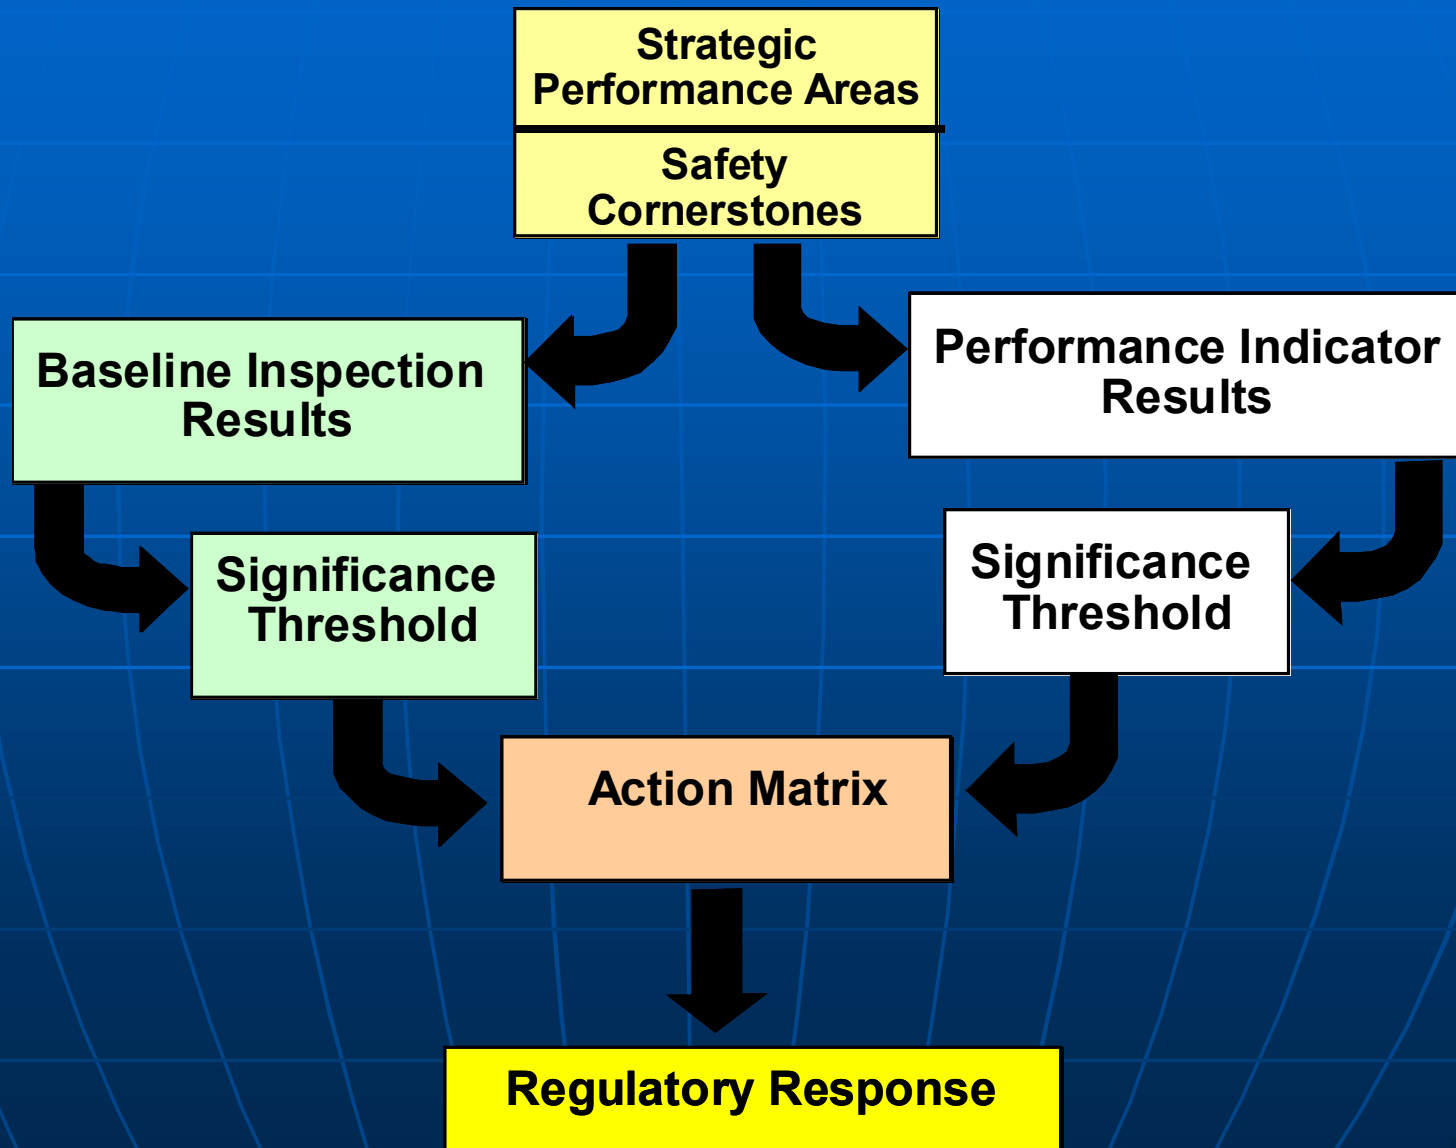 Strategic
Performance Areas
Safety
Cornerstones
Baseline Inspection
Results
Performance Indicator
Results
Significance
Threshold
Significance
Threshold
Action Matrix
Regulatory Response